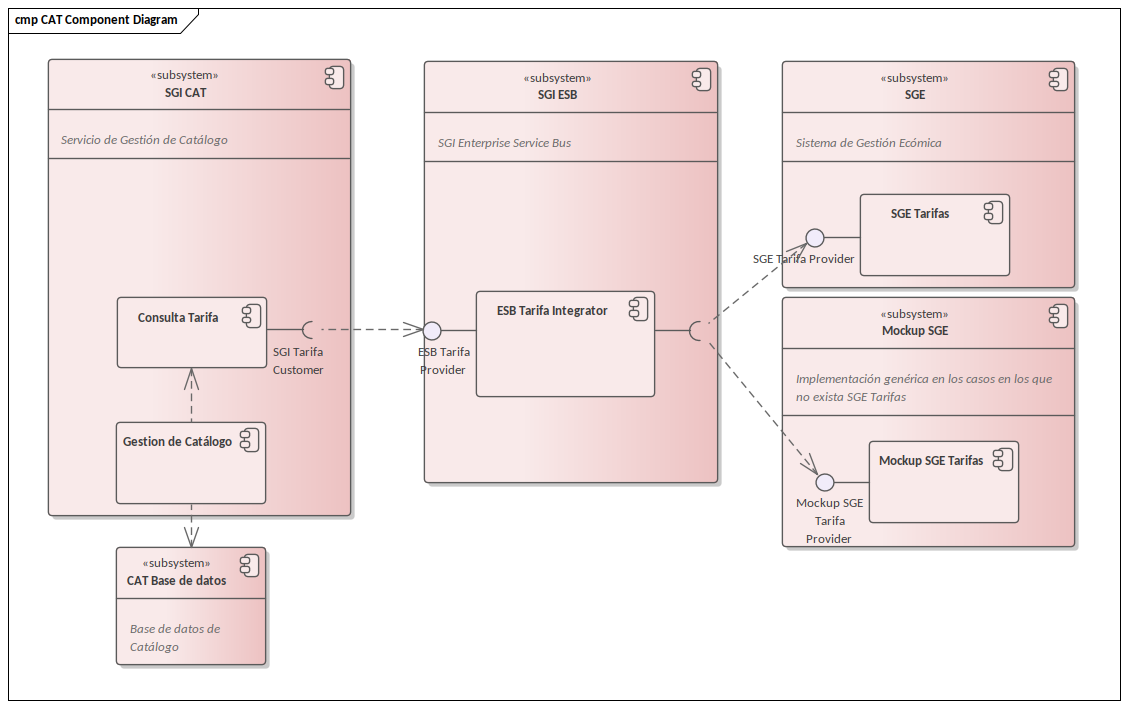 cmp CAT Component Diagram
«subsystem»
SGI CAT
Servicio de Gestión de Catálogo
Consulta Tarifa
SGI Tarifa
Customer
Gestion de Catálogo
«subsystem»
CAT Base de datos
Base de datos de
Catálogo
«subsystem»
SGI ESB
SGI Enterprise Service Bus
ESB Tarifa Integrator
ESB Tarifa
Provider
«subsystem»
SGE
Sistema de Gestión Ecómica
SGE Tarifas
SGE Tarifa Provider
«subsystem»
Mockup SGE
Implementación genérica en los casos en los que
no exista SGE Tarifas
Mockup SGE Tarifas
Mockup SGE
Tarifa
Provider